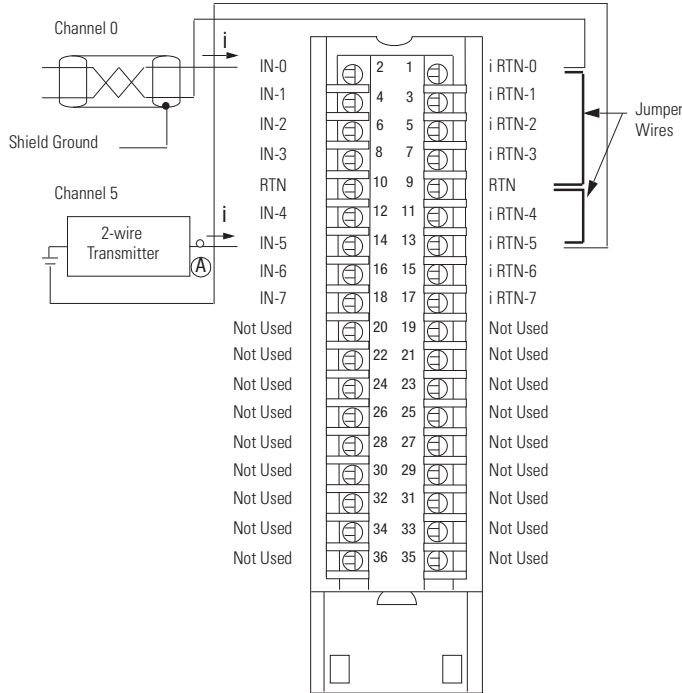 Channel 0
i
Shield Ground
Channel 5
2-wire
Transmitter
i
A
IN-0 2 1 i RTN-0
IN-1 4 3 i RTN-1
IN-2 6 5 i RTN-2
IN-3 8 7 i RTN-3
RTN 10 9 RTN
IN-4 12 11 i RTN-4
IN-5 14 13 i RTN-5
IN-6 16 15 i RTN-6
IN-7 18 17 i RTN-7
Not Used 20 19 Not Used
Not Used 22 21 Not Used
Not Used 24 23 Not Used
Not Used 26 25 Not Used
Not Used 28 27 Not Used
Not Used 30 29 Not Used
Not Used 32 31 Not Used
Not Used 34 33 Not Used
Not Used 36 35 Not Used
Jumper
Wires